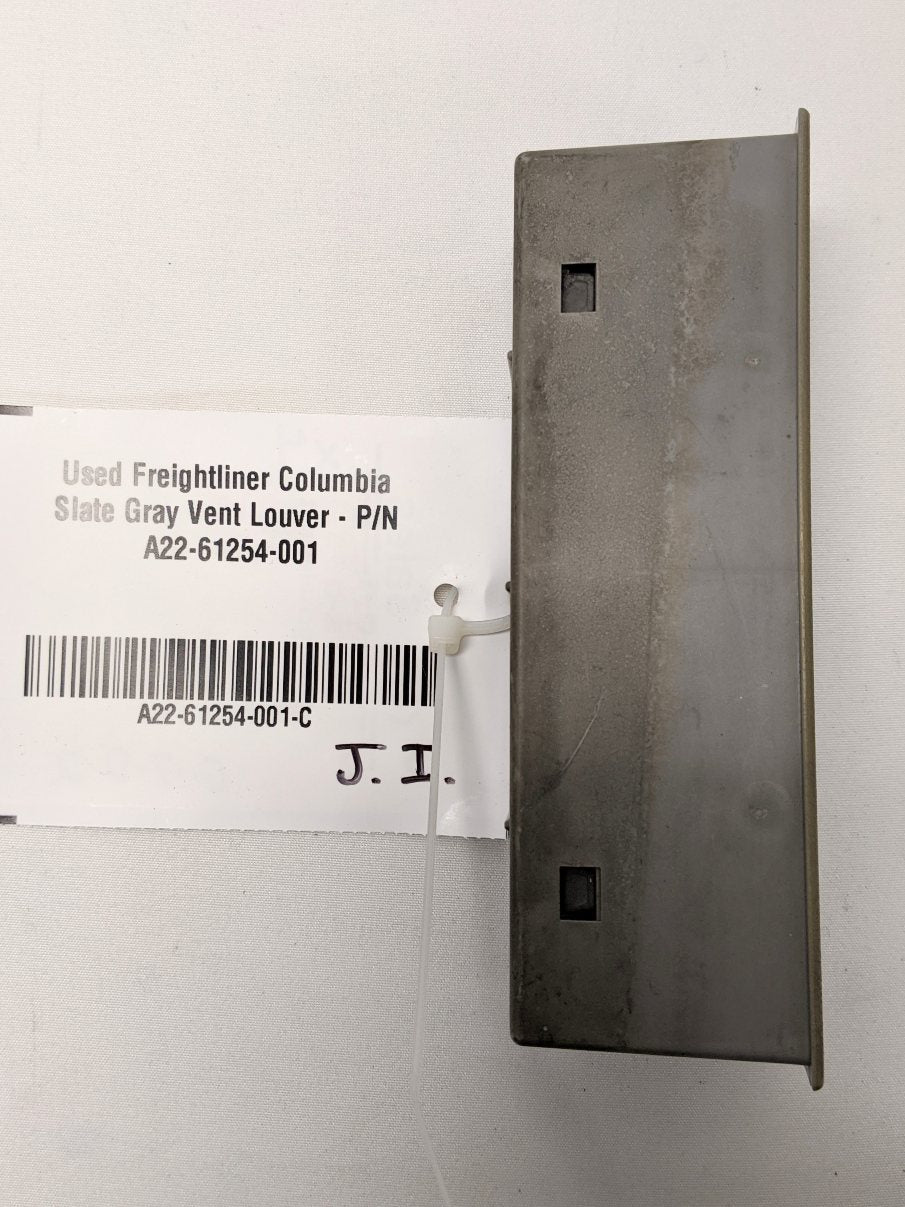 Used Freightliner Columbia
Slate Gray Vent Louver - P/N
A22-61254-001
A22-61254-001-C
J. I.